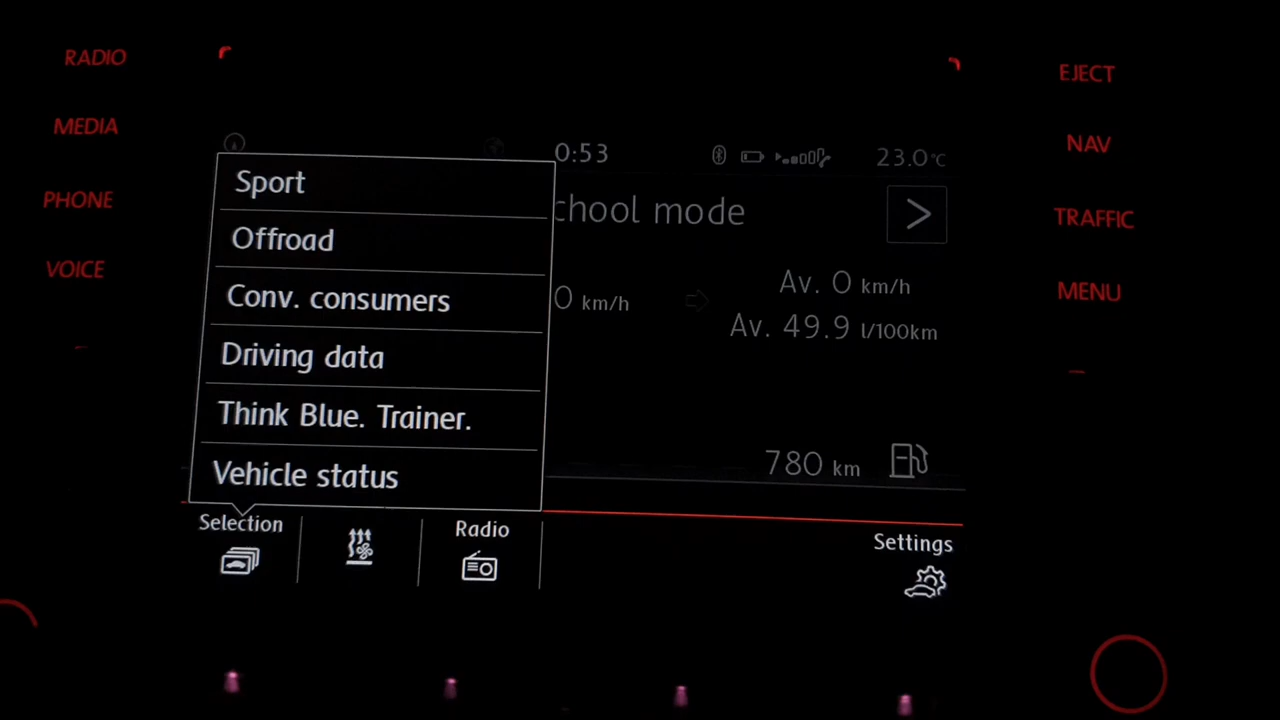 RADIO
MEDIA
PHONE
VOICE
EJECT
NAV
TRAFFIC
MENU
0:53
23.0°C
chool mode
Sport
Offroad
Conv. consumers
Driving data
Think Blue. Trainer.
Vehicle status
0 km/h
Av. 0 km/h
Av. 49.9 l/100km
780 km
Selection
Radio
Settings